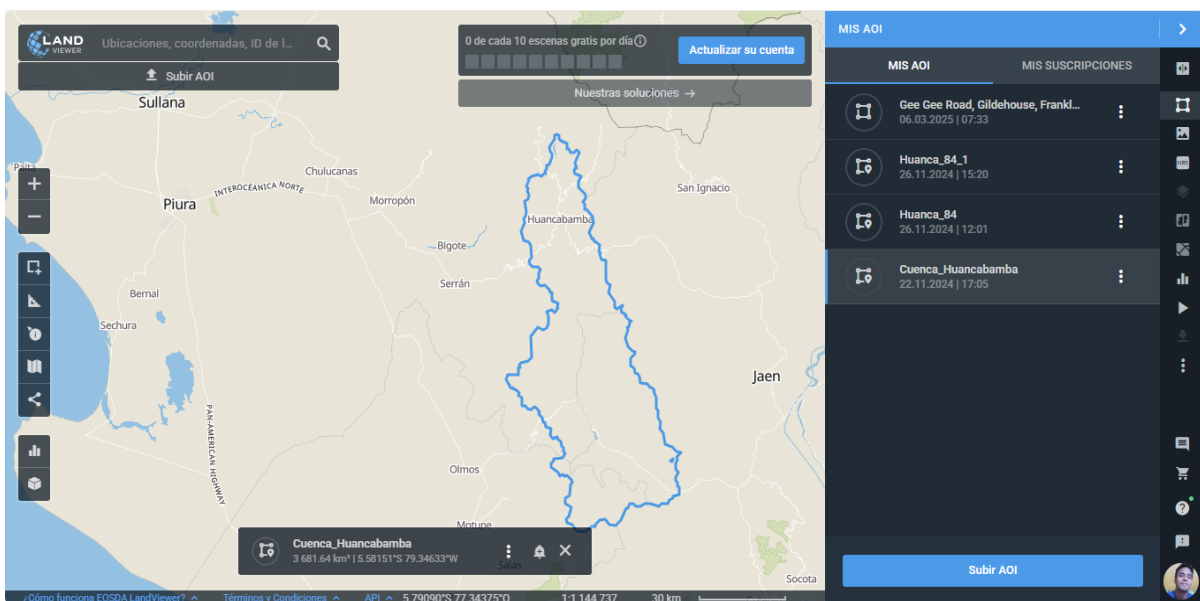 LAND
VIEWER
Ubicaciones, coordenadas, ID de l...
Subir AOI
0 de cada 10 escenas gratis por día
Actualizar su cuenta
Nuestras soluciones →
MIS AOI
MIS AOI
MIS SUSCRIPCIONES
Gee Gee Road, Gildehouse, Frankl...
06.03.2025 | 07:33
Huanca_84_1
26.11.2024 | 15:20
Huanca_84
26.11.2024 | 12:01
Cuenca_Huancabamba
22.11.2024 | 17:05
Subir AOI
Sullana
Paita
Chulucanas
INTEROCÉANICA NORTE
Piura
Morropón
San Ignacio
Huancabamba
Bigote
Serrán
Bernal
Sechura
Jaen
PAN-AMERICAN HIGHWAY
Olmos
Motupe
Salas
Socota
Cuenca_Huancabamba
3 681.64 km² | 5.58151°S 79.34633°W
¿Cómo funciona EOSDA LandViewer?
Términos y Condiciones
API
5.79090°S 77.34375°O
1:1 144 737
30 km